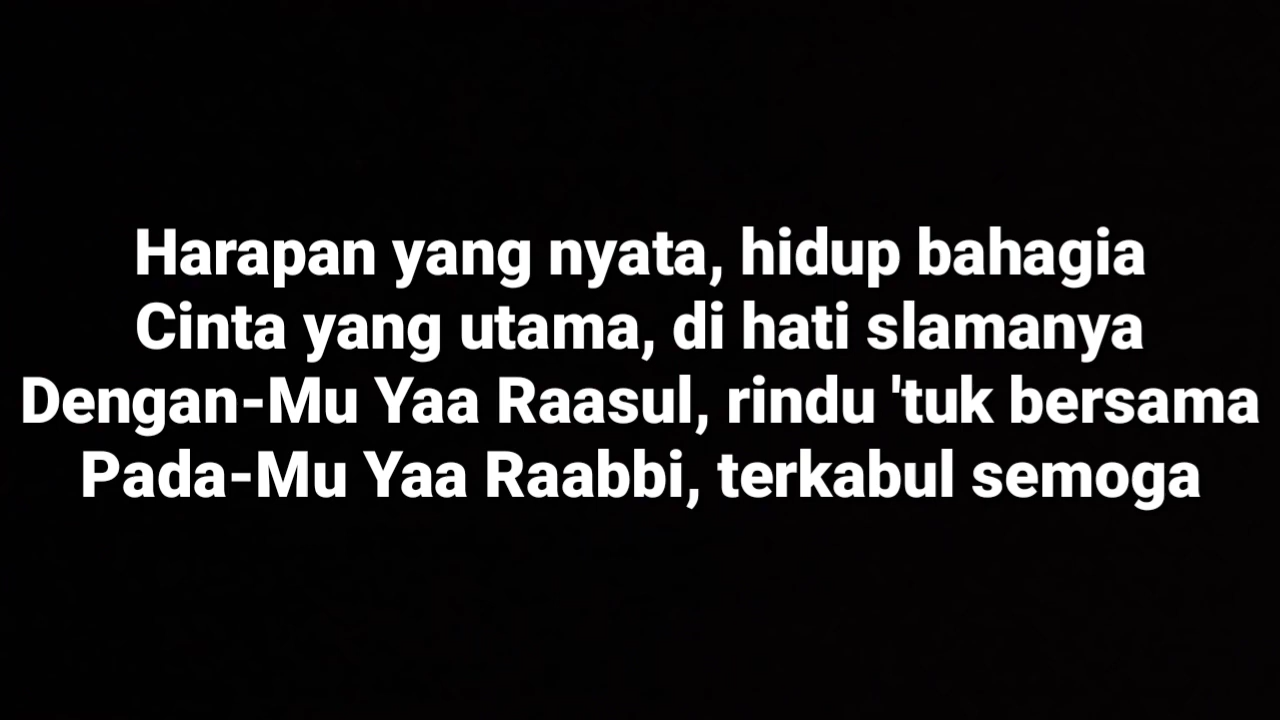 Harapan yang nyata, hidup bahagia
Cinta yang utama, di hati slamanya
Dengan-Mu Yaa Raasul, rindu 'tuk bersama
Pada-Mu Yaa Raabbi, terkabul semoga